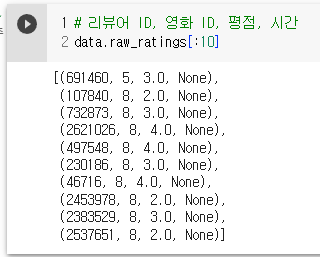 1 # 리뷰어 ID, 영화 ID, 평점, 시간
2 data.raw_ratings[:10]
[(691460, 5, 3.0, None),
(107840, 8, 2.0, None),
(732873, 8, 3.0, None),
(2621026, 8, 4.0, None),
(497548, 8, 4.0, None),
(230186, 8, 3.0, None),
(46716, 8, 4.0, None),
(2453978, 8, 2.0, None),
(2383529, 8, 3.0, None),
(2537651, 8, 2.0, None)]